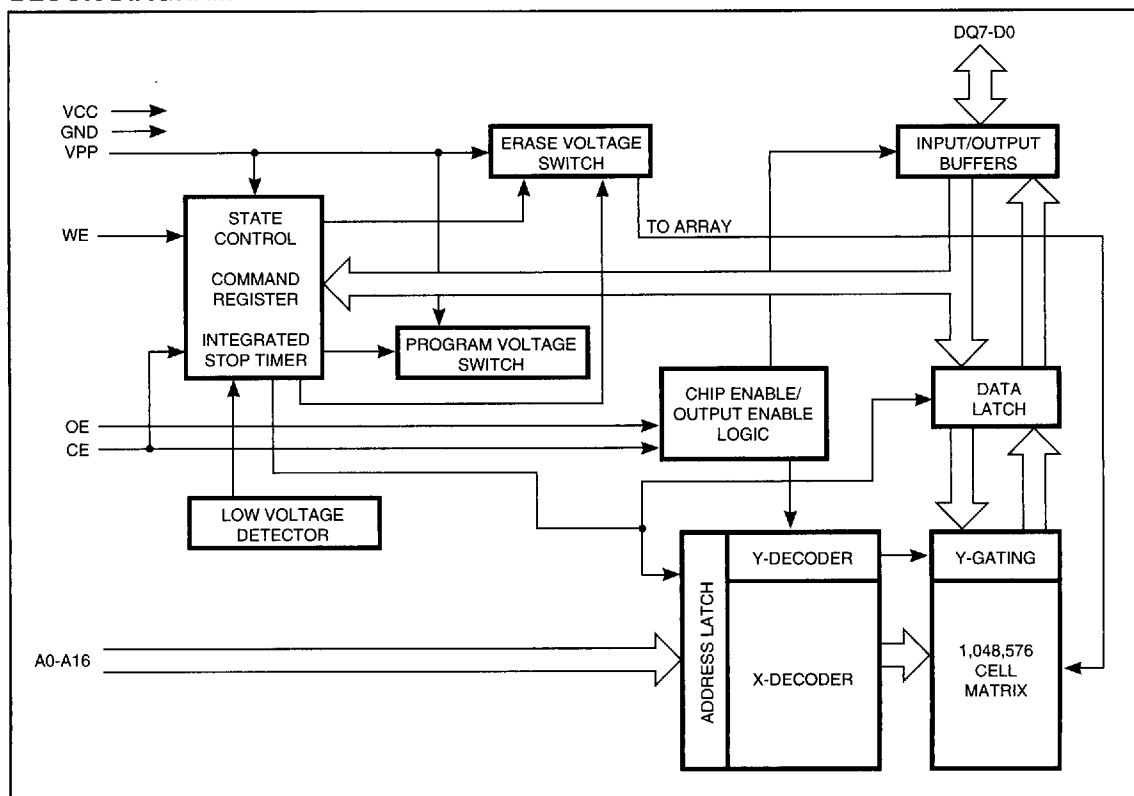 DQ7-D0
VCC
GND
VPP
ERASE VOLTAGE
SWITCH
INPUT/OUTPUT
BUFFERS
STATE
CONTROL
TO ARRAY
WE
COMMAND
REGISTER
INTEGRATED
STOP TIMER
PROGRAM VOLTAGE
SWITCH
CHIP ENABLE/
OUTPUT ENABLE
LOGIC
DATA
LATCH
OE
CE
LOW VOLTAGE
DETECTOR
ADDRESS LATCH
Y-DECODER
Y-GATING
A0-A16
X-DECODER
1,048,576
CELL
MATRIX